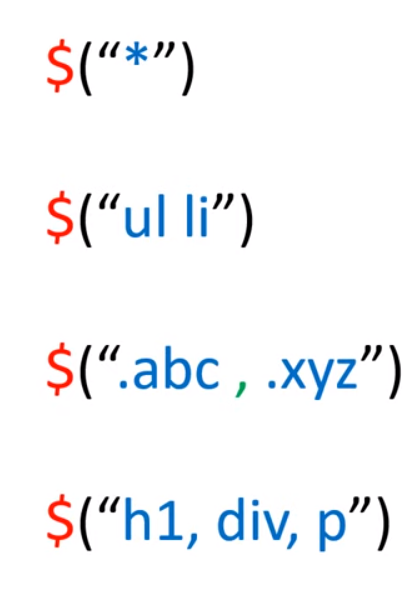 $(“*”)
$(“ul li”)
$(“.abc , .xyz”)
$(“h1, div, p”)